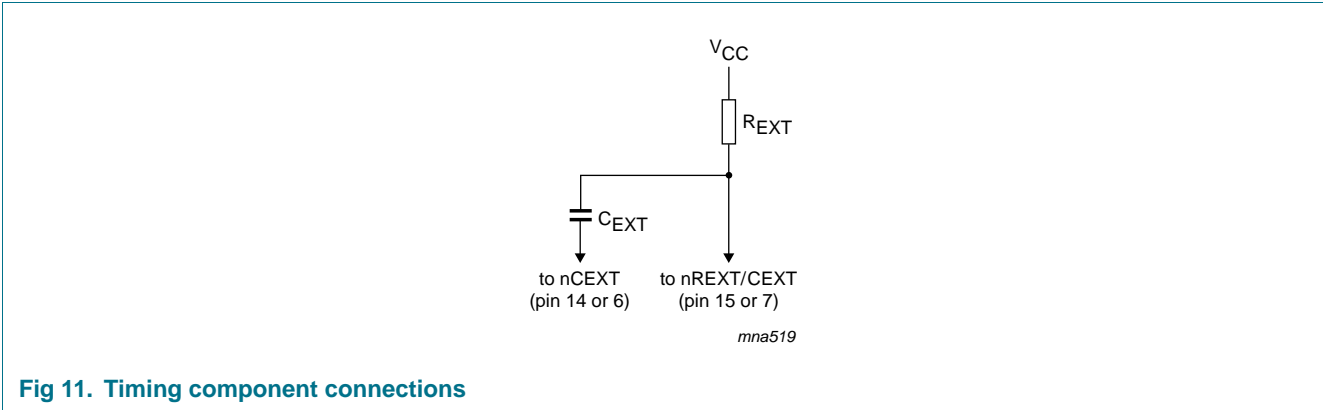 VCC
REXT
CEXT
to nCEXT
(pin 14 or 6)
to nREXT/CEXT
(pin 15 or 7)
mna519
Fig 11. Timing component connections